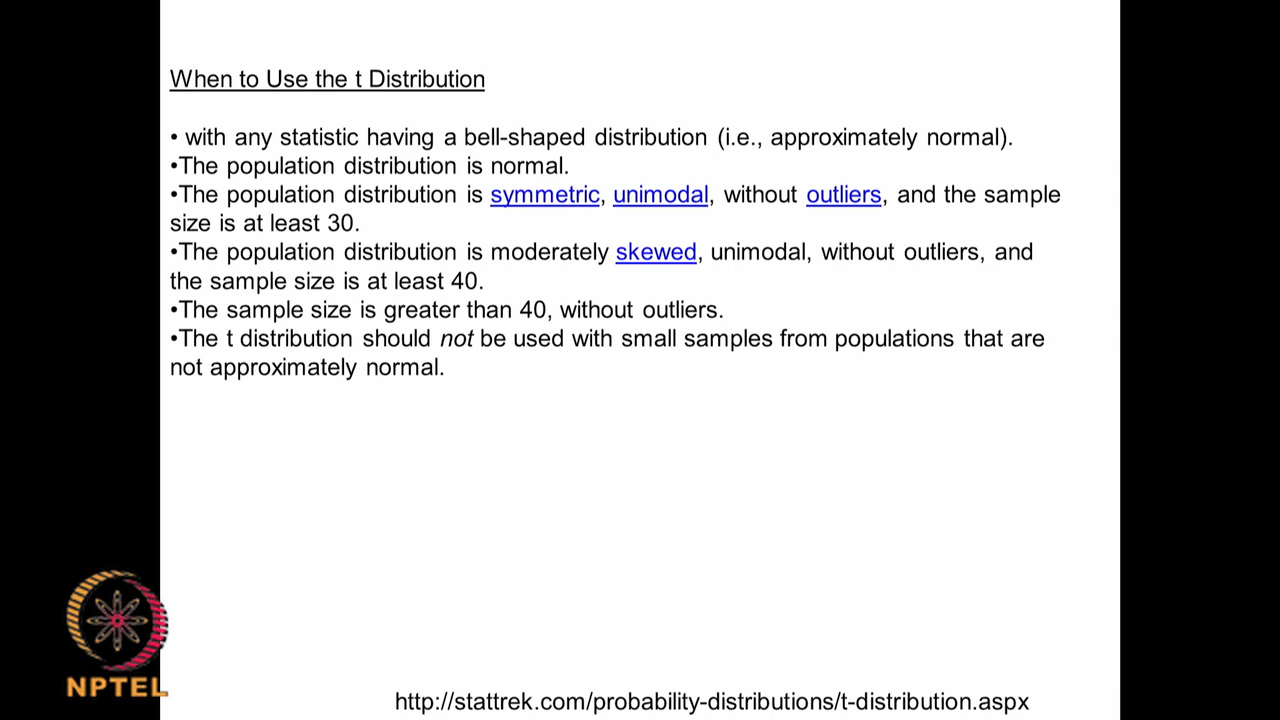 When to Use the t Distribution
• with any statistic having a bell-shaped distribution (i.e., approximately normal).
•The population distribution is normal.
•The population distribution is symmetric, unimodal, without outliers, and the sample
size is at least 30.
•The population distribution is moderately skewed, unimodal, without outliers, and
the sample size is at least 40.
•The sample size is greater than 40, without outliers.
•The t distribution should not be used with small samples from populations that are
not approximately normal.
NPTEL
http://stattrek.com/probability-distributions/t-distribution.aspx